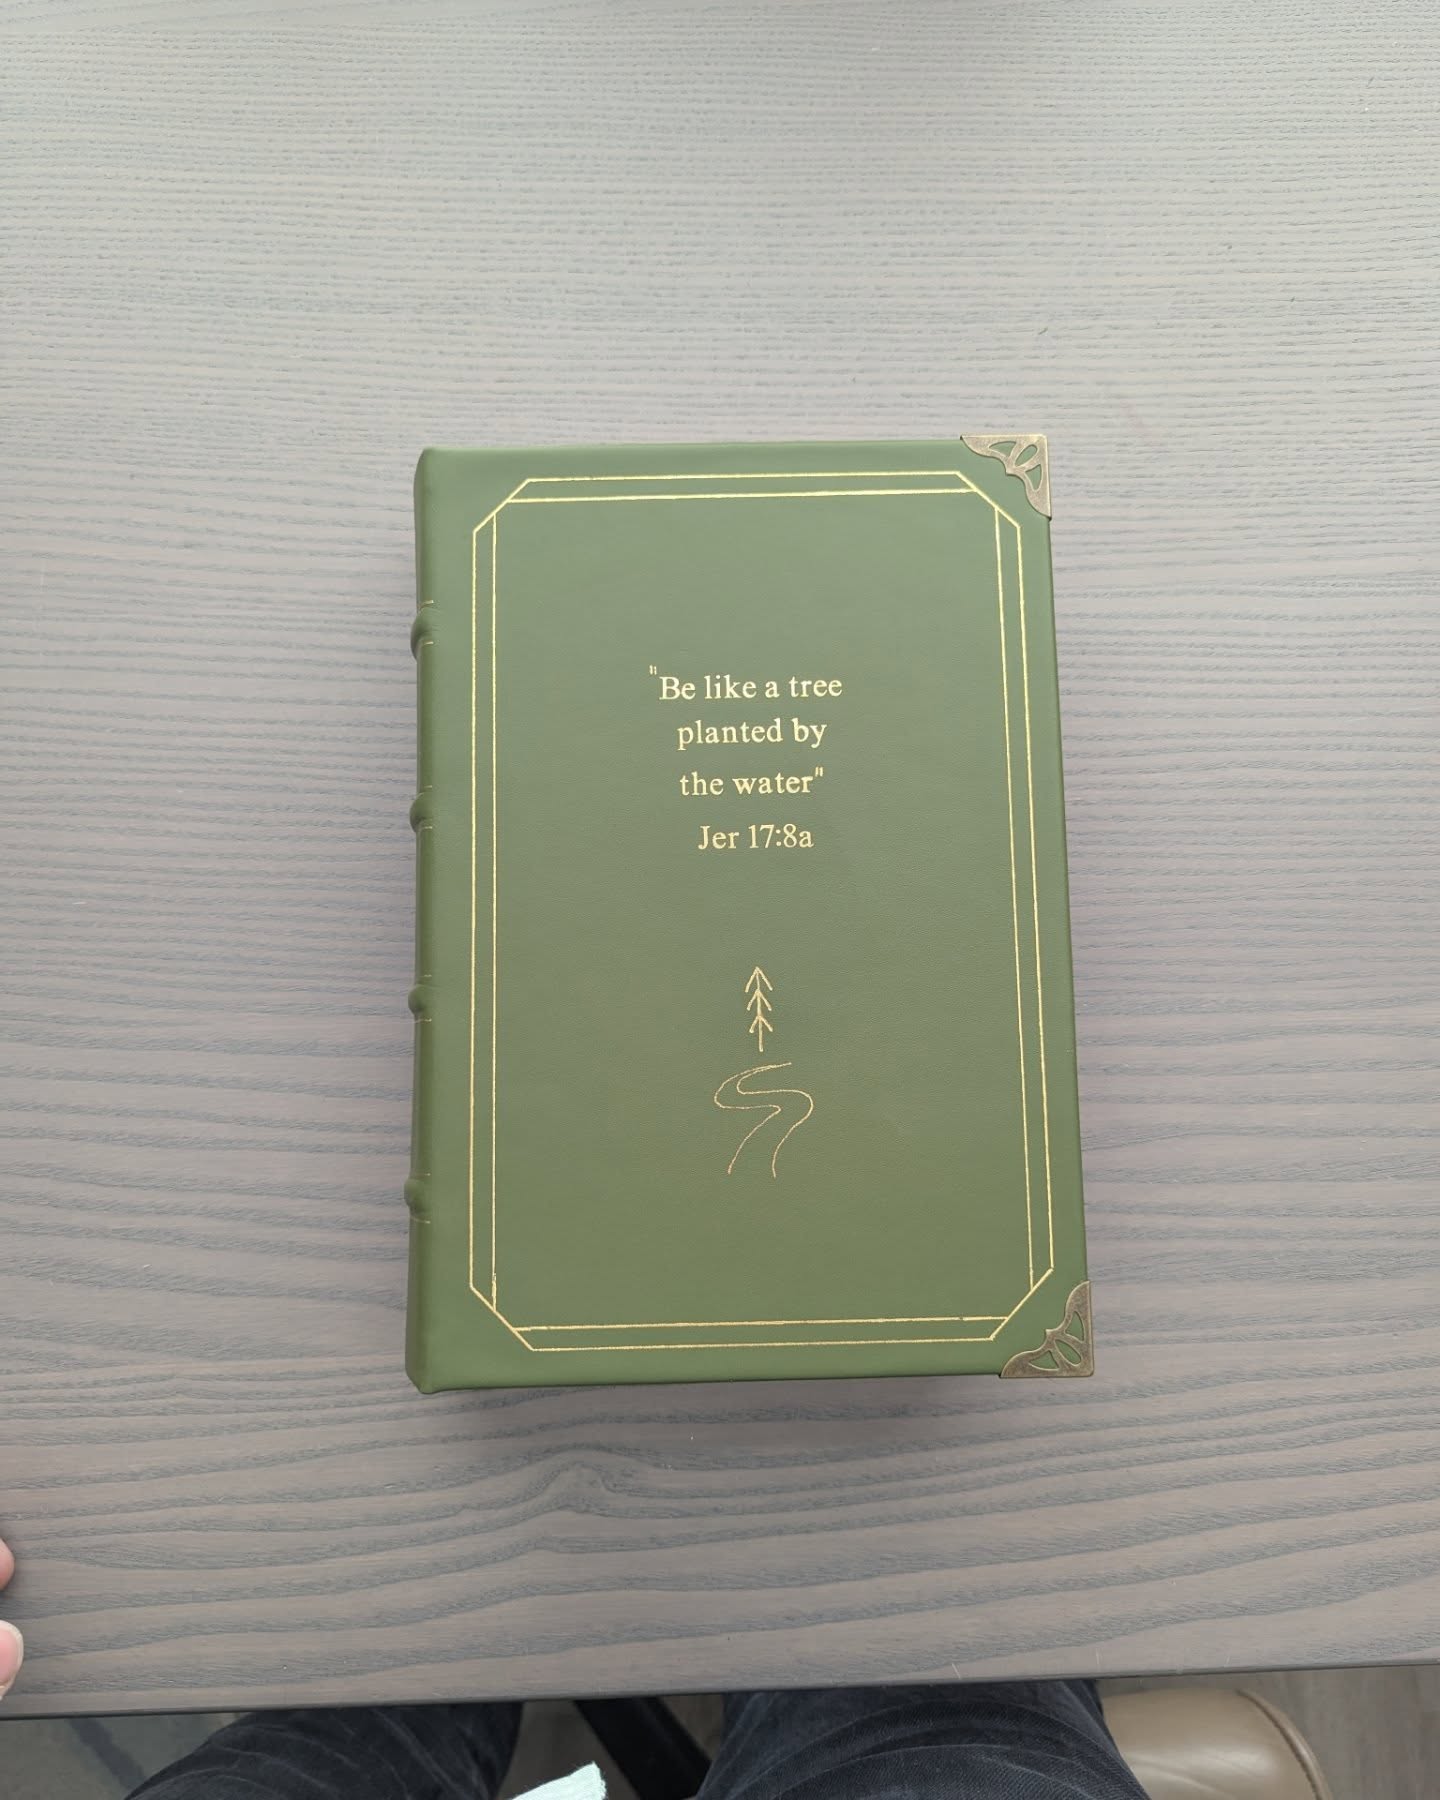 "Be like a tree
planted by
the water"
Jer 17:8a